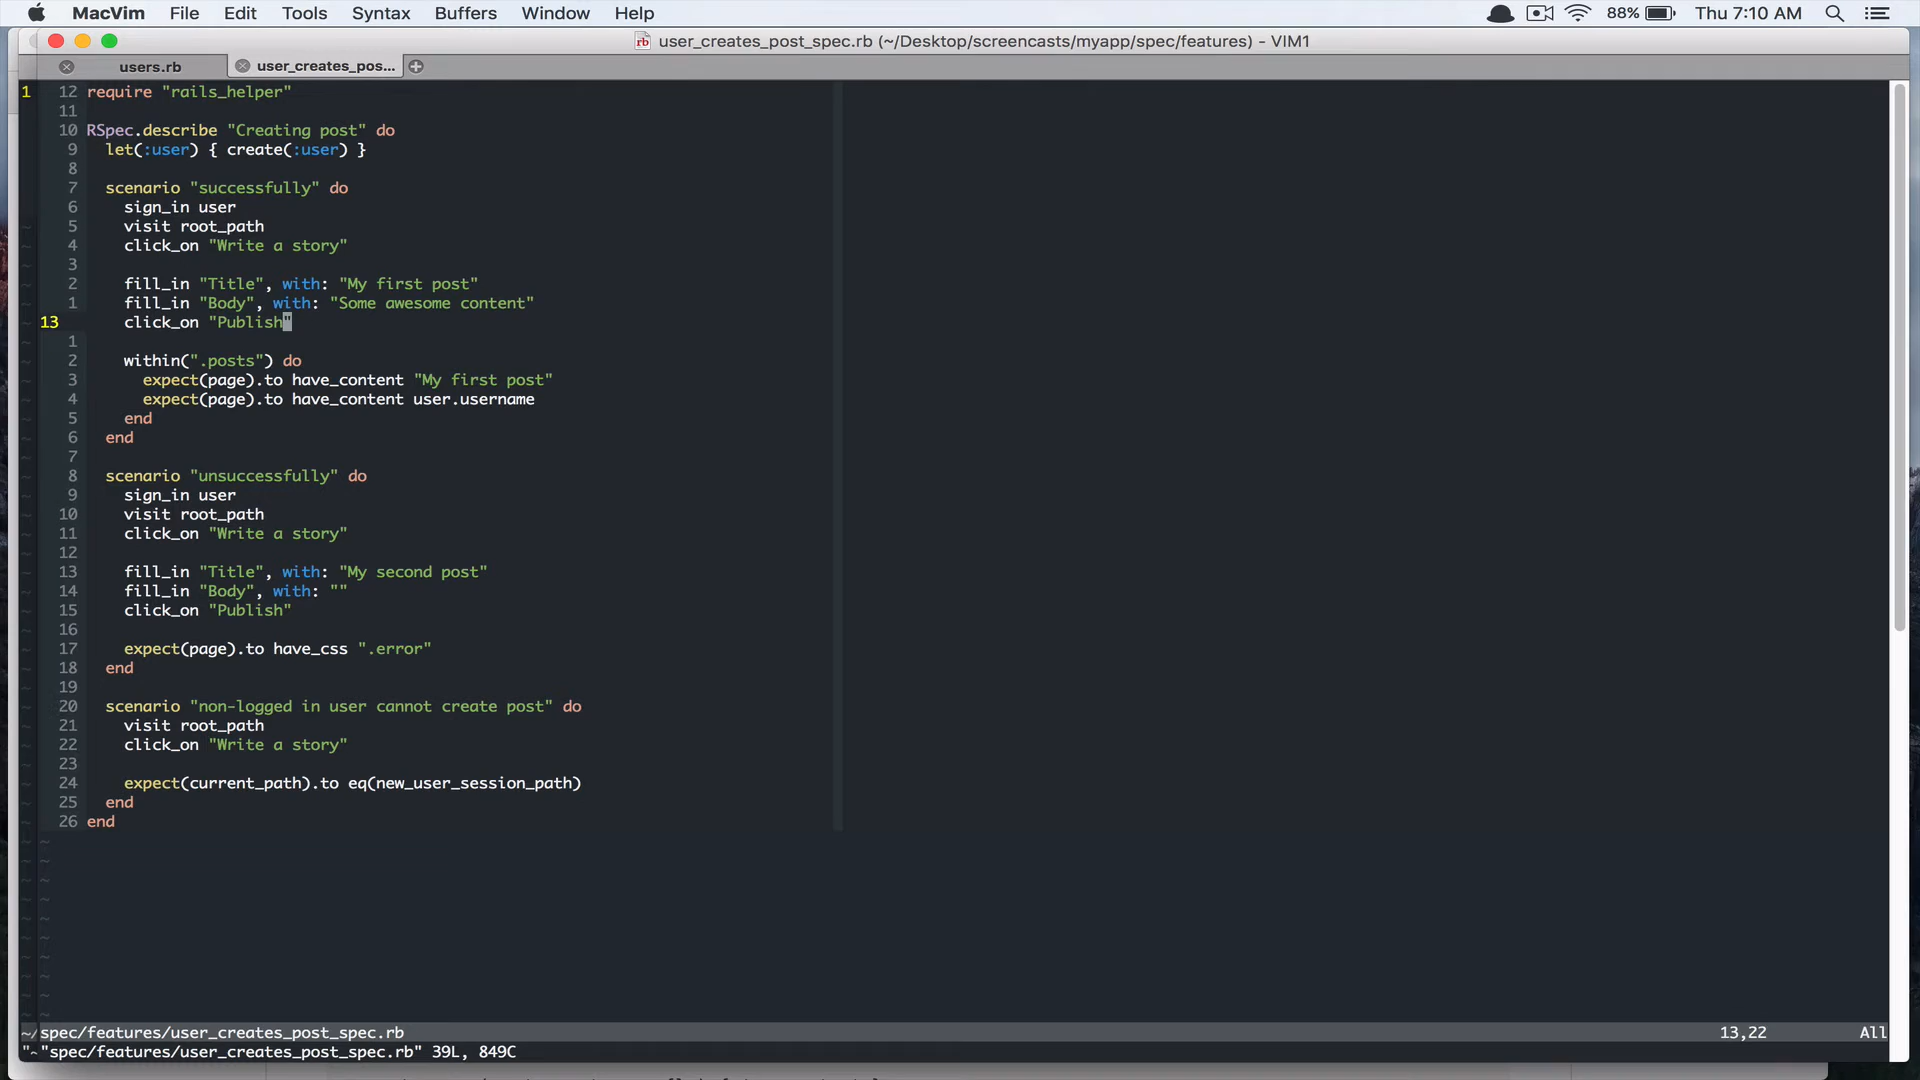 MacVim File Edit Tools Syntax Buffers Window Help 88% Thu 7:10 AM
rb user_creates_post_spec.rb (~/Desktop/screencasts/myapp/spec/features) - VIM1
users.rb user_creates_pos...
1 12 require "rails_helper"
11
10 RSpec.describe "Creating post" do
9 let(:user) { create(:user) }
8
7 scenario "successfully" do
6 sign_in user
5 visit root_path
4 click_on "Write a story"
3
2 fill_in "Title", with: "My first post"
1 fill_in "Body", with: "Some awesome content"
13 click_on "Publish"
1
2 within(".posts") do
3 expect(page).to have_content "My first post"
4 expect(page).to have_content user.username
5 end
6 end
7
8 scenario "unsuccessfully" do
9 sign_in user
10 visit root_path
11 click_on "Write a story"
12
13 fill_in "Title", with: "My second post"
14 fill_in "Body", with: ""
15 click_on "Publish"
16
17 expect(page).to have_css ".error"
18 end
19
20 scenario "non-logged in user cannot create post" do
21 visit root_path
22 click_on "Write a story"
23
24 expect(current_path).to eq(new_user_session_path)
25 end
26 end
~/spec/features/user_creates_post_spec.rb 13,22 All
"~"spec/features/user_creates_post_spec.rb" 39L, 849C